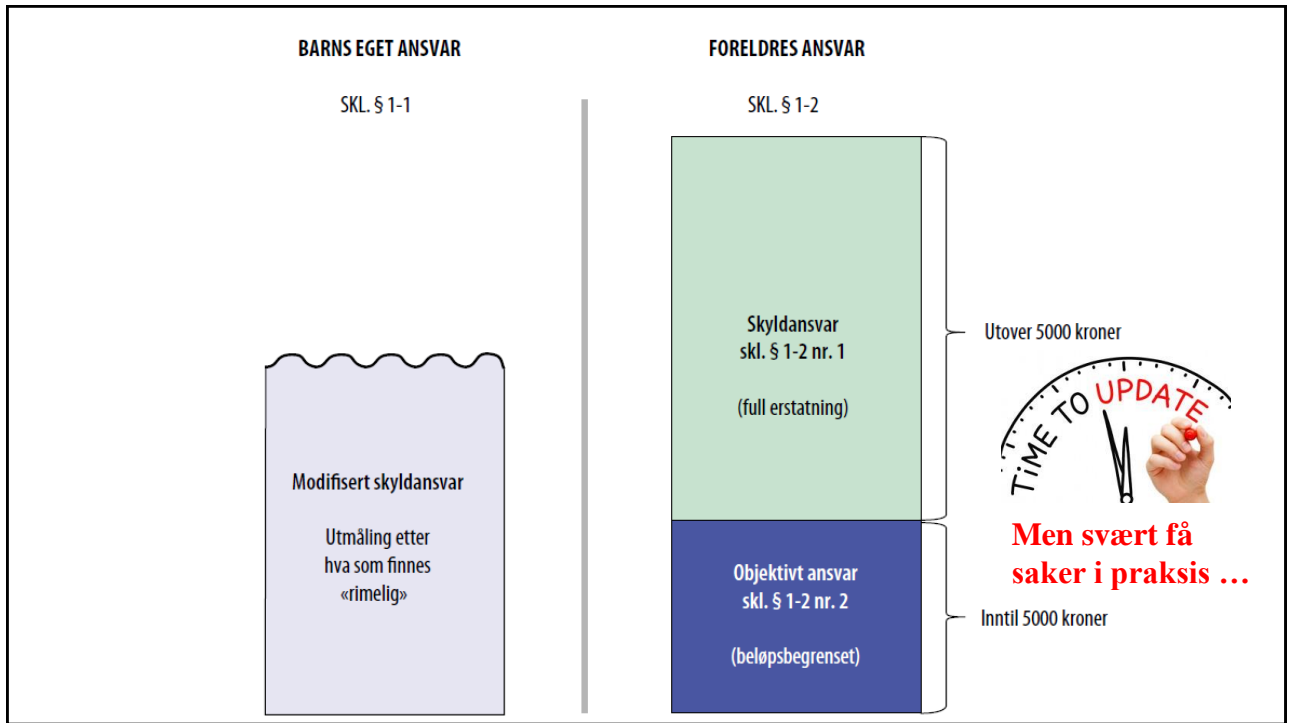 BARNS EGET ANSVAR
SKL. § 1-1
Modifisert skyldansvar
Utmåling etter
hva som finnes
«rimelig»
FORELDRES ANSVAR
SKL. § 1-2
Skyldansvar
skl. § 1-2 nr. 1
(full erstatning)
Objektivt ansvar
skl. § 1-2 nr. 2
(beløpsbegrenset)
Utover 5000 kroner
TiME TO UPDATE
Men svært få
saker i praksis …
Inntil 5000 kroner